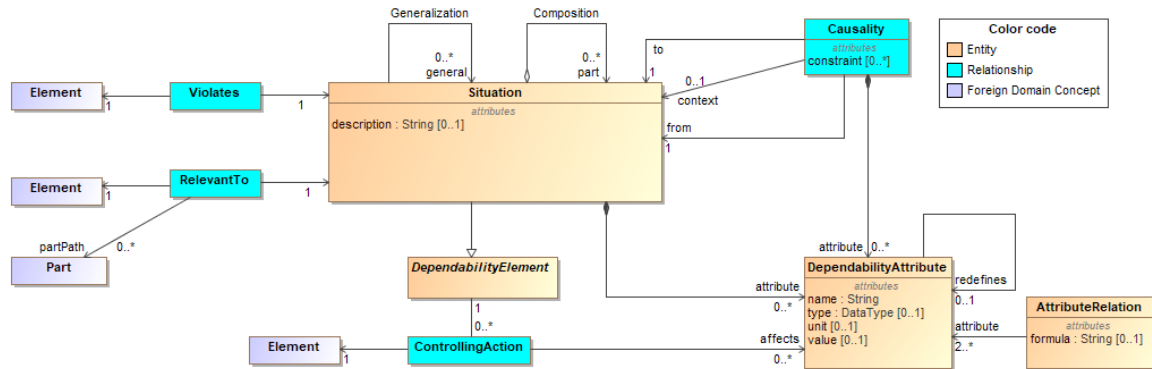 Generalization
Composition
0..*
general
0..*
part
Causality
attributes
constraint [0..*]
to
1
0..1
context
from
1
Color code
Entity
Relationship
Foreign Domain Concept
Element
1
Violates
1
Situation
attributes
description : String [0..1]
Element
1
RelevantTo
1
partPath
0..*
Part
DependabilityElement
1
0..*
Element
1
ControllingAction
attribute
0..*
affects
0..*
attribute
0..*
DependabilityAttribute
attributes
name : String
type : DataType [0..1]
unit [0..1]
value [0..1]
redefines
0..1
attribute
2..*
AttributeRelation
attributes
formula : String [0..1]